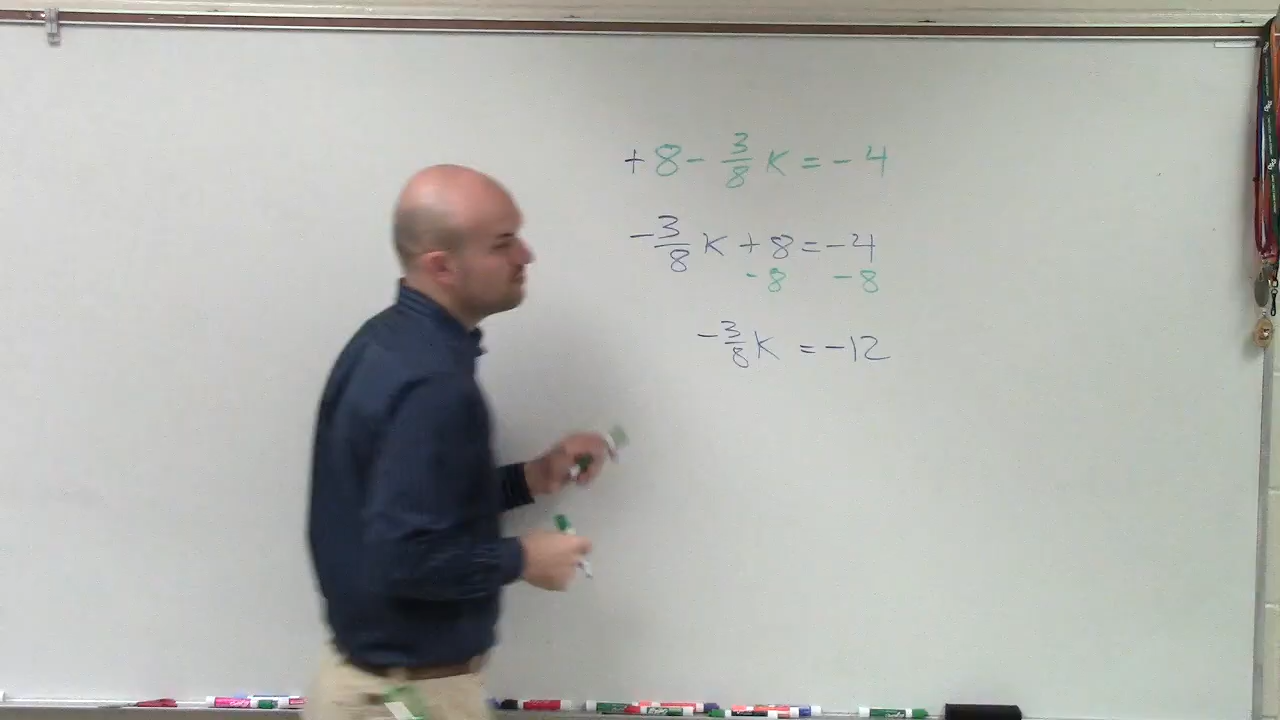 + 8 - 3/8 K = - 4
- 3/8 K + 8 = -4
-8 -8
- 3/8 K = -12